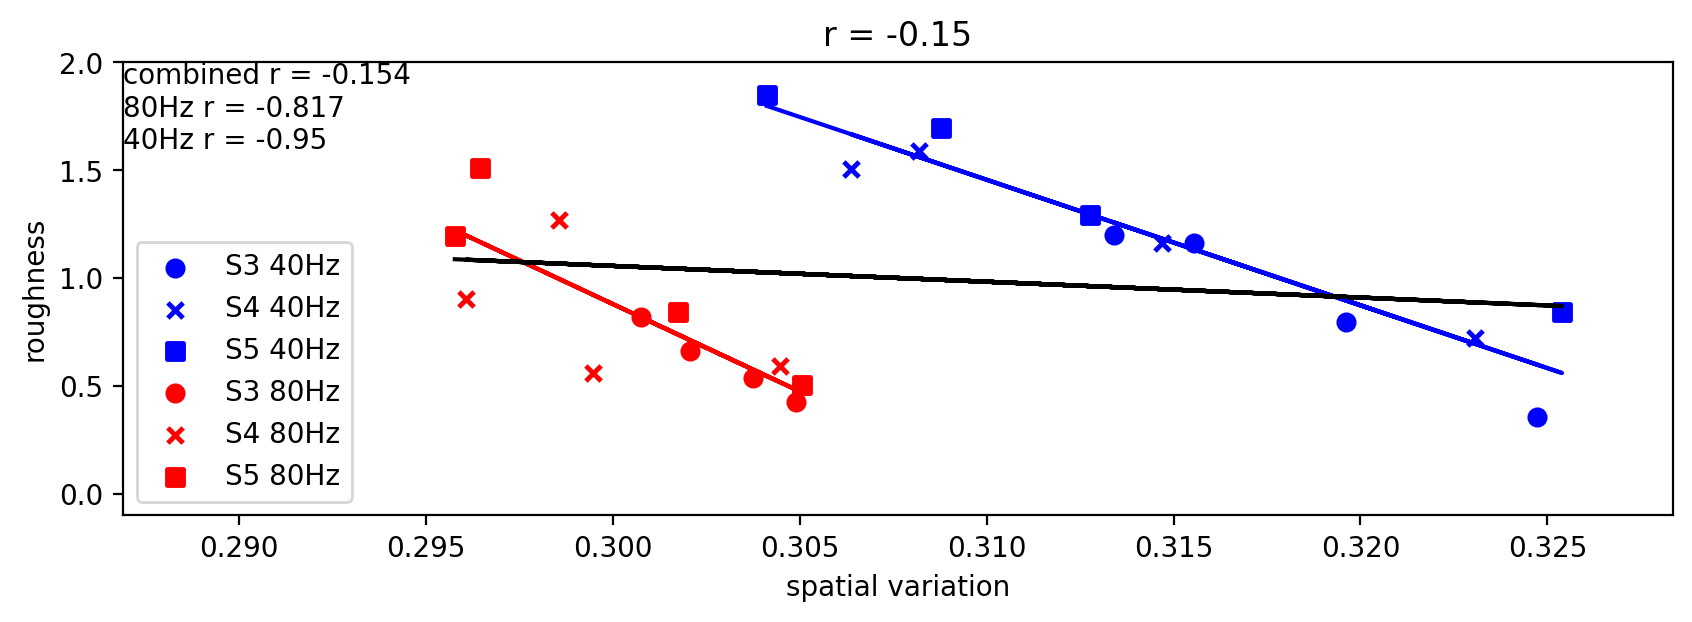 r = -0.15
combined r = -0.154
80Hz r = -0.817
40Hz r = -0.95
2.0
1.5
1.0
0.5
0.0
roughness
S3 40Hz
S4 40Hz
S5 40Hz
S3 80Hz
S4 80Hz
S5 80Hz
0.290 0.295 0.300 0.305 0.310 0.315 0.320 0.325
spatial variation